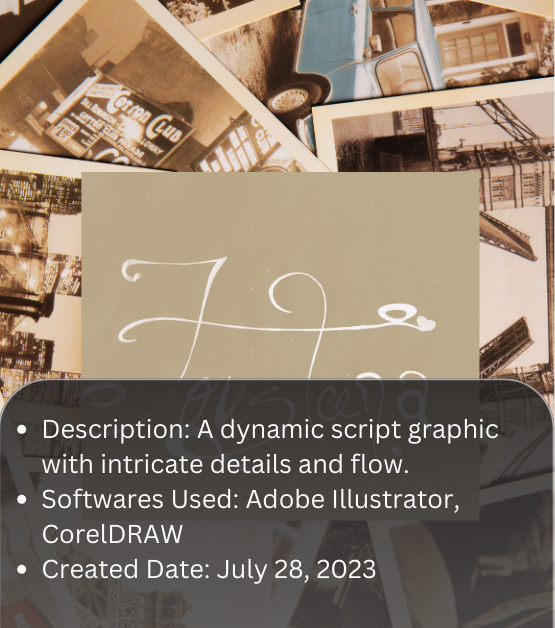 Cotton Club
• Description: A dynamic script graphic
with intricate details and flow.
• Softwares Used: Adobe Illustrator,
CorelDRAW
• Created Date: July 28, 2023